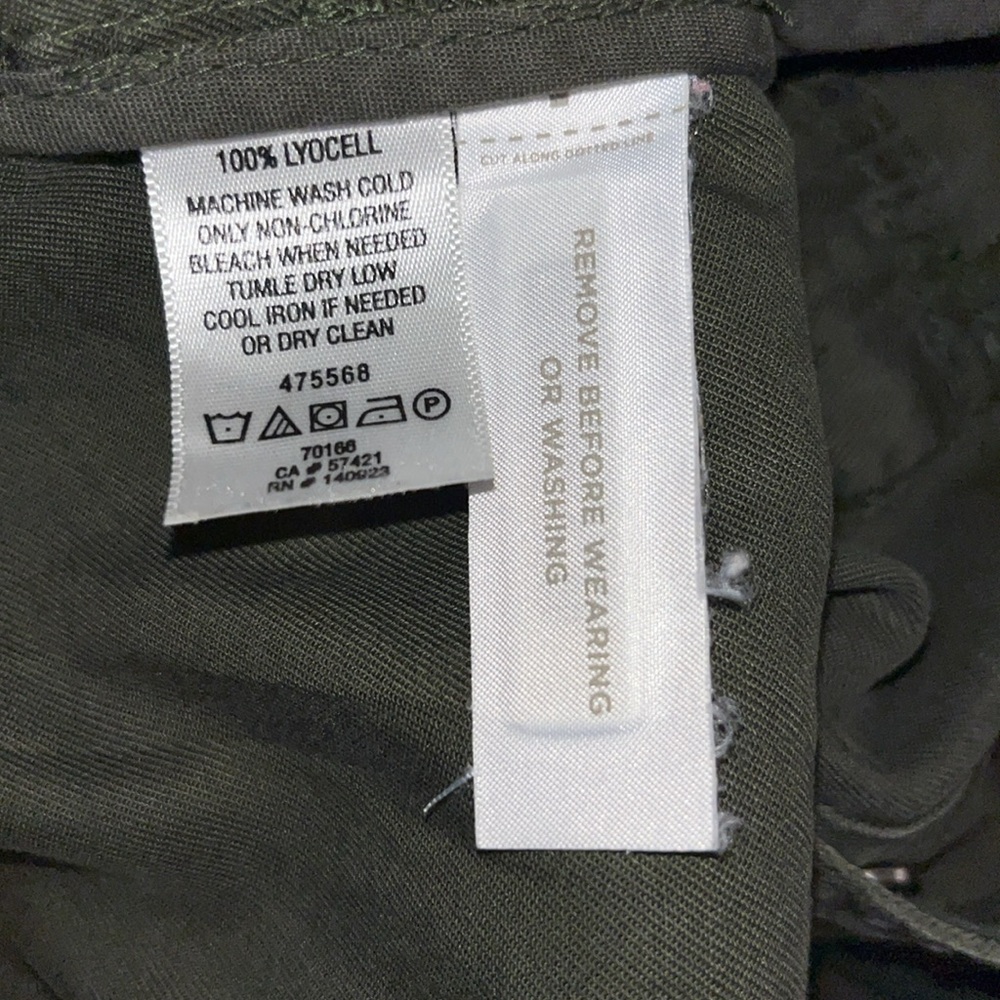 100% LYOCELL
MACHINE WASH COLD
ONLY NON-CHLORINE
BLEACH WHEN NEEDED
TUMLE DRY LOW
COOL IRON IF NEEDED
OR DRY CLEAN
475568
P
70166
CA # 57421
RN # 140923
CUT ALONG DOTTED LINE
REMOVE BEFORE WEARING
OR WASHING